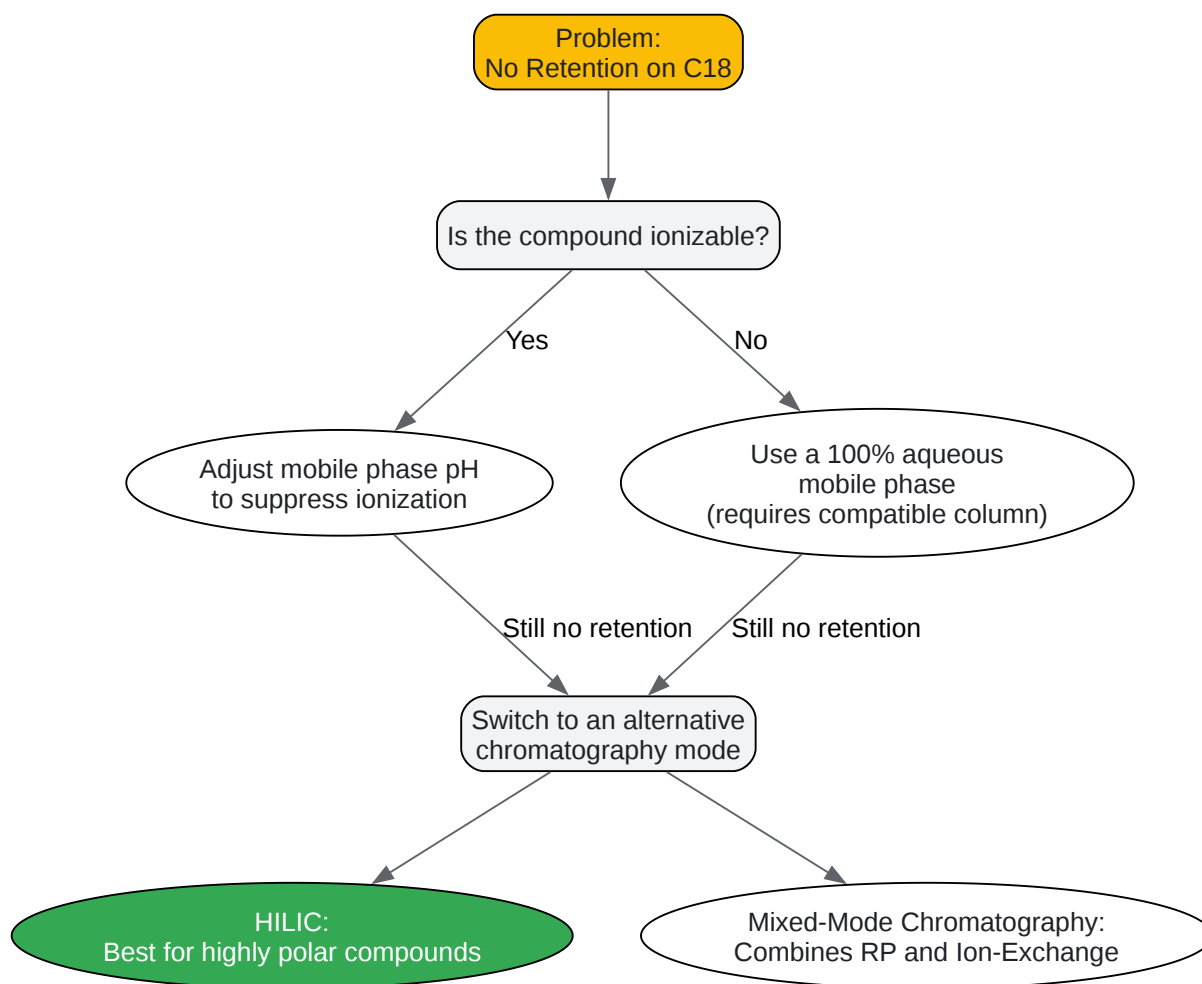 Problem:
No Retention on C18
Is the compound ionizable?
Yes
No
Adjust mobile phase pH
to suppress ionization
Use a 100% aqueous
mobile phase
(requires compatible column)
Still no retention
Still no retention
Switch to an alternative
chromatography mode
HILIC:
Best for highly polar compounds
Mixed-Mode Chromatography:
Combines RP and Ion-Exchange